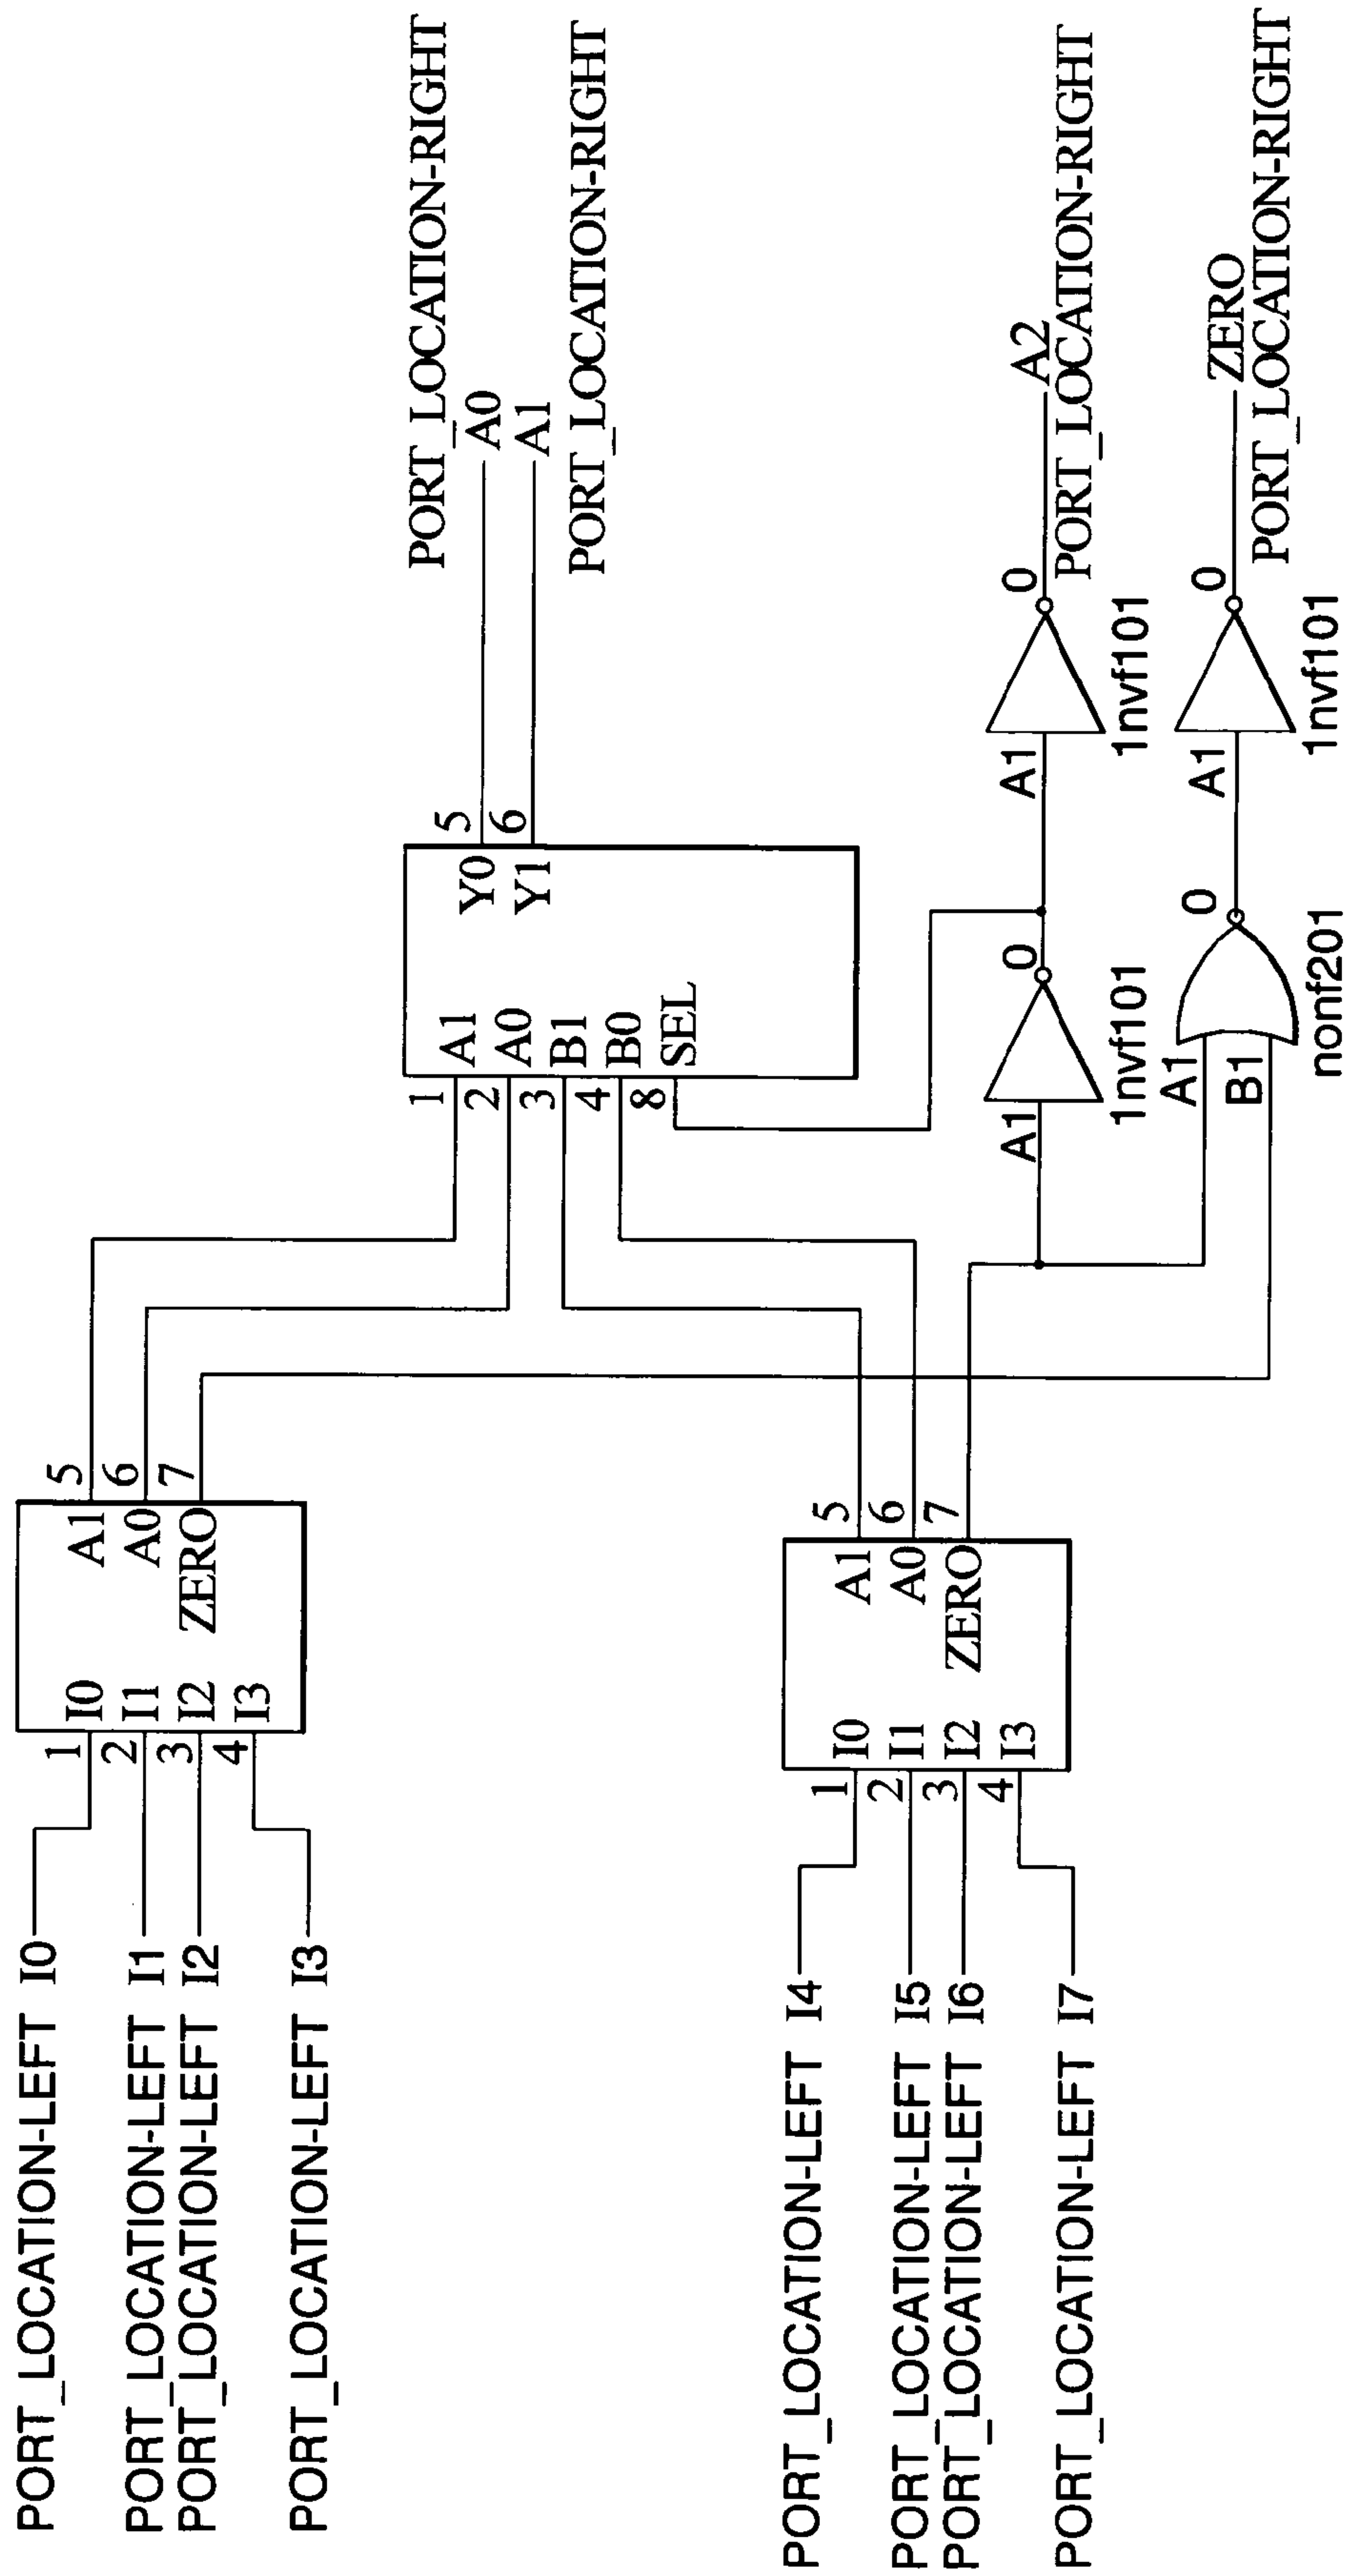 PORT_LOCATION-LEFT I0
PORT_LOCATION-LEFT I1
PORT_LOCATION-LEFT I2
PORT_LOCATION-LEFT I3
1 I0
2 I1
3 I2
4 I3
A1 5
A0 6
ZERO 7
PORT_LOCATION-LEFT I4
PORT_LOCATION-LEFT I5
PORT_LOCATION-LEFT I6
PORT_LOCATION-LEFT I7
1 I0
2 I1
3 I2
4 I3
A1 5
A0 6
ZERO 7
1 A1
2 A0
3 B1
4 B0
8 SEL
Y0 5
Y1 6
PORT_LOCATION-RIGHT
A0
A1
PORT_LOCATION-RIGHT
A1
0
1nvf101
A1
0
1nvf101
A2
PORT_LOCATION-RIGHT
A1
B1
0
nonf201
A1
0
1nvf101
ZERO
PORT_LOCATION-RIGHT